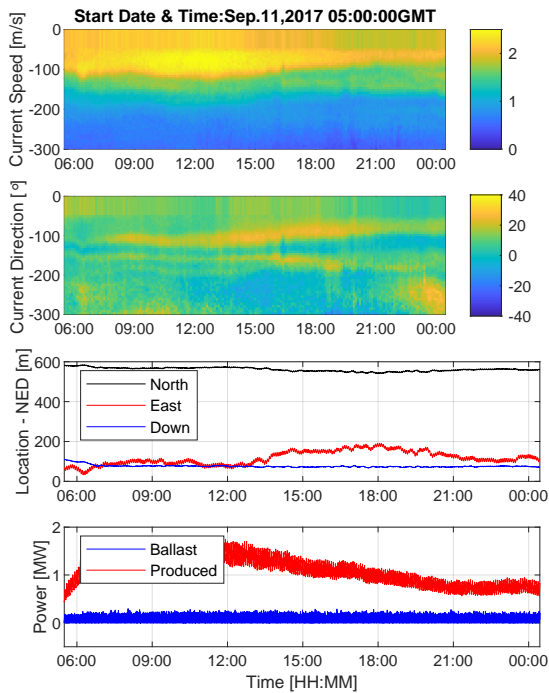 Start Date & Time:Sep.11,2017 05:00:00GMT
Current Speed [m/s]
0
-100
-200
-300
06:00 09:00 12:00 15:00 18:00 21:00 00:00
2
1
0
Current Direction [°]
0
-100
-200
-300
06:00 09:00 12:00 15:00 18:00 21:00 00:00
40
20
0
-20
-40
Location - NED [m]
600
400
200
0
North
East
Down
06:00 09:00 12:00 15:00 18:00 21:00 00:00
Power [MW]
2
1
0
Ballast
Produced
06:00 09:00 12:00 15:00 18:00 21:00 00:00
Time [HH:MM]